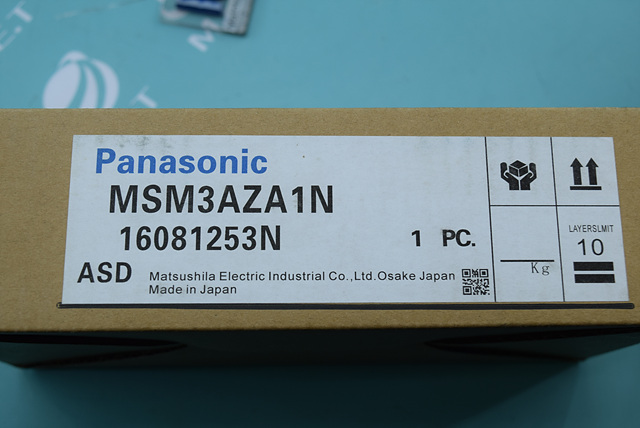 Panasonic
MSM3AZA1N
16081253N
1 PC.
ASD
Matsushila Electric Industrial Co.,Ltd.Osake Japan
Made in Japan
Kg
LAYERSLMIT
10